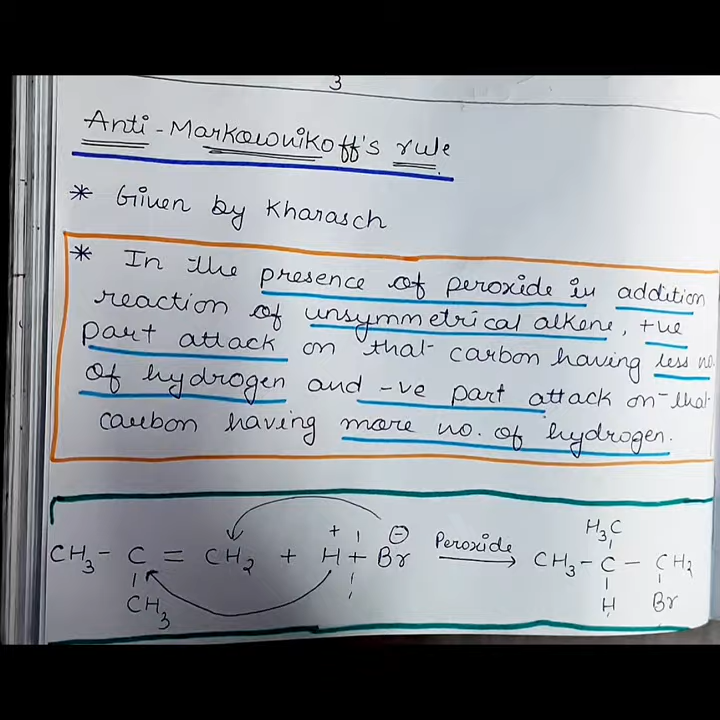 3
Anti-Markownikoff's rule
* Given by Kharasch
* In the presence of peroxide in addition
reaction of unsymmetrical alkene, +ve
part attack on that carbon having less no.
of hydrogen and -ve part attack on that
carbon having more no. of hydrogen.
H₃C
+ ⊖
CH₃-C=CH₂ + H+Br Peroxide → CH₃-C-CH₂
CH₃ H Br